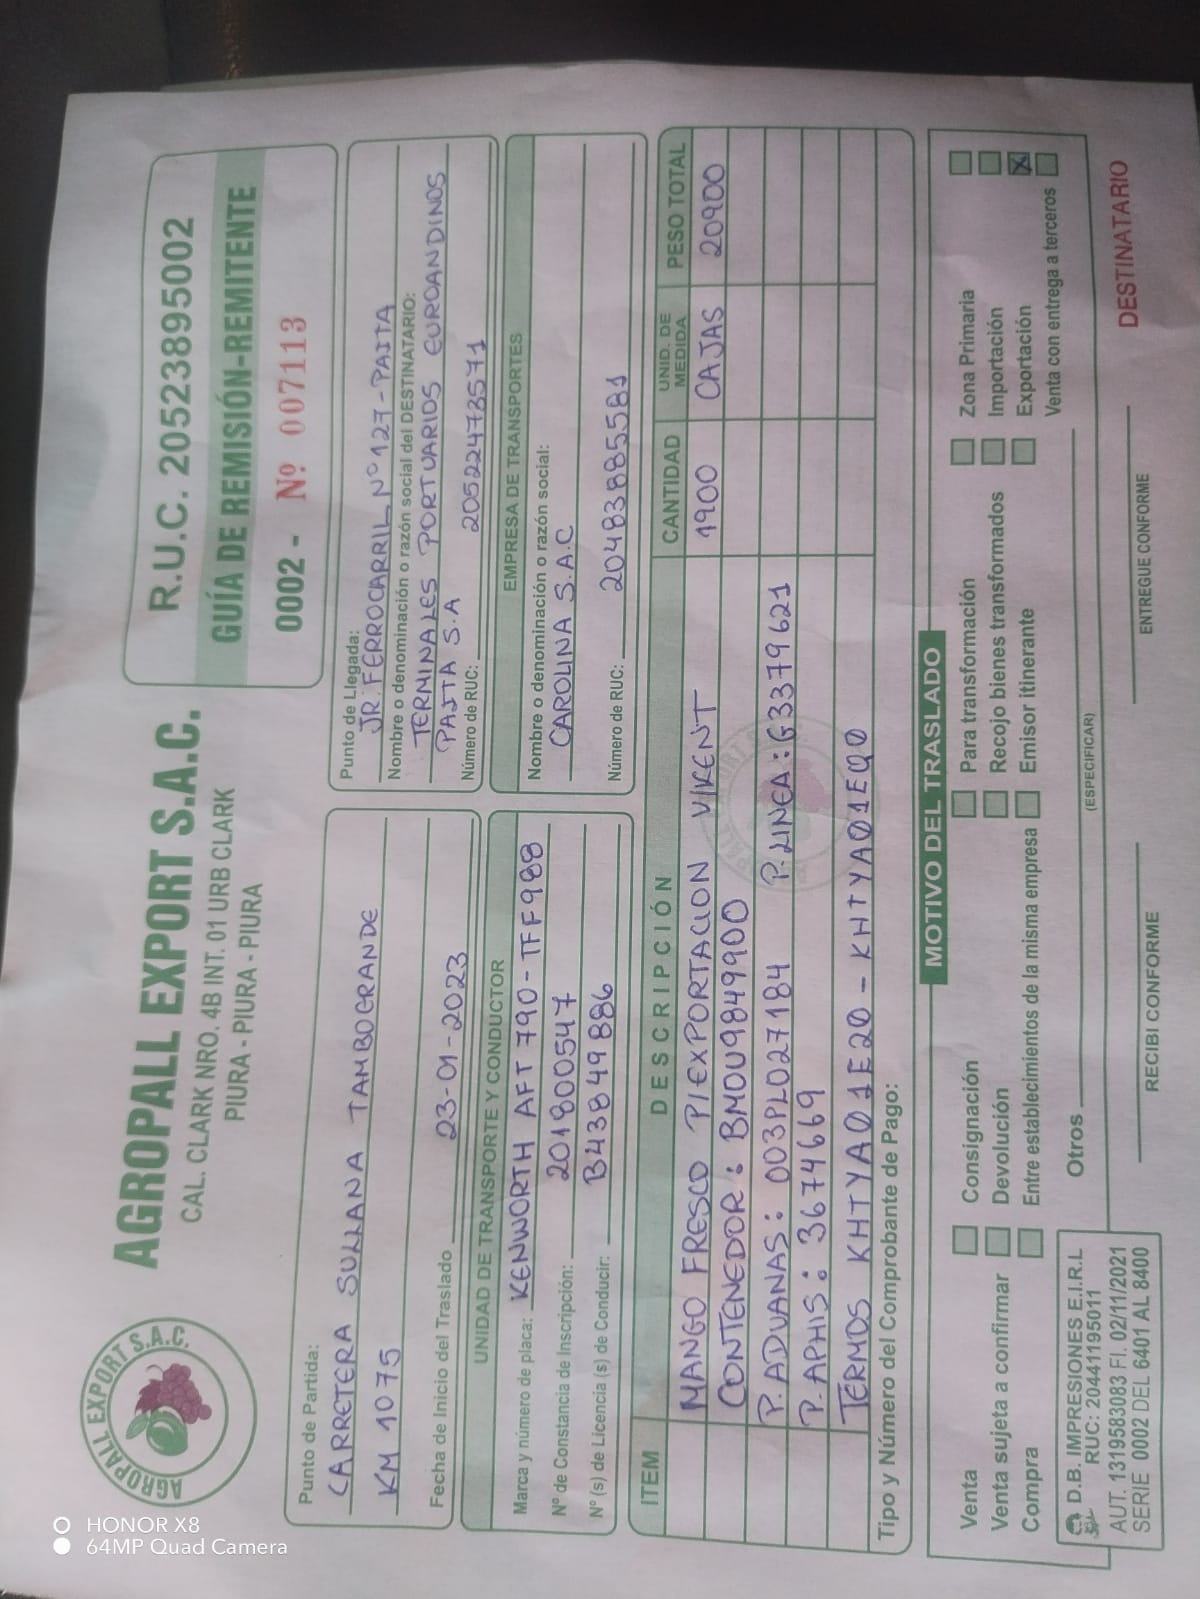 AGROPALL EXPORT S.A.C.
AGROPALL EXPORT S.A.C.
CAL. CLARK NRO. 4B INT. 01 URB CLARK
PIURA - PIURA - PIURA
R.U.C. 20523895002
GUÍA DE REMISIÓN-REMITENTE
0002 - Nº 007113
Punto de Partida:
CARRETERA SULLANA TAMBOGRANDE
KM 1075
Fecha de Inicio del Traslado 23-01-2023
Punto de Llegada:
JR. FERROCARRIL N° 127 - PAITA
Nombre o denominación o razón social del DESTINATARIO:
TERMINALES PORTUARIOS EUROANDINOS
PAITA S.A
Número de RUC: 20522473571
UNIDAD DE TRANSPORTE Y CONDUCTOR
Marca y número de placa: KENWORTH AFT 790 - TFF988
Nº de Constancia de Inscripción: 201800547
Nº (s) de Licencia (s) de Conducir: B43849886
EMPRESA DE TRANSPORTES
Nombre o denominación o razón social:
CAROLINA S.A.C
Número de RUC: 20483885581
ITEM DESCRIPCIÓN CANTIDAD UNID. DE MEDIDA PESO TOTAL
MANGO FRESCO P/EXPORTACION V/KENT 1900 CAJAS 20900
CONTENEDOR : BMOU9849900
P. ADUANAS : 003PL027184 P. LINEA : G3379621
P. APHIS : 3674669
TERMOS KHTYA01E20 - KHTYA01EQ0
Tipo y Número del Comprobante de Pago:
MOTIVO DEL TRASLADO
Venta Consignación Para transformación Zona Primaria
Venta sujeta a confirmar Devolución Recojo bienes transformados Importación
Compra Entre establecimientos de la misma empresa Emisor itinerante Exportación X
Venta con entrega a terceros
Otros
(ESPECIFICAR)
D.B. IMPRESIONES E.I.R.L
RUC: 20441195011
AUT. 1319583083 FI. 02/11/2021
SERIE 0002 DEL 6401 AL 8400
RECIBI CONFORME
ENTREGUE CONFORME
DESTINATARIO
HONOR X8
64MP Quad Camera